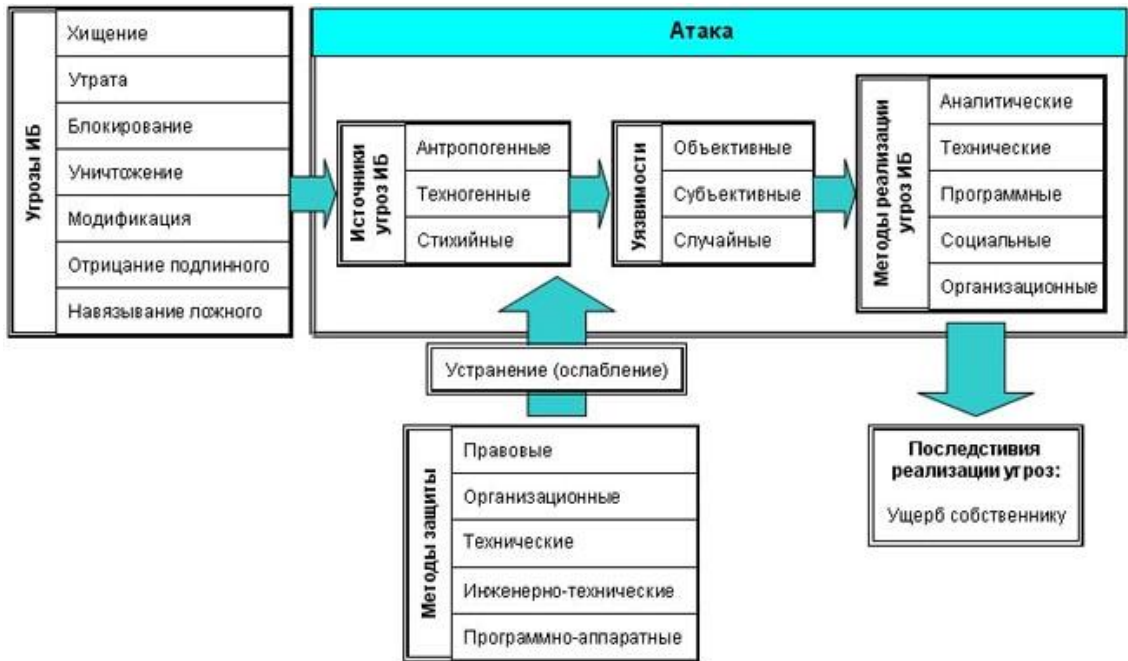 Угрозы ИБ
Хищение
Утрата
Блокирование
Уничтожение
Модификация
Отрицание подлинного
Навязывание ложного
Атака
Источники
угроз ИБ
Антропогенные
Техногенные
Стихийные
Уязвимости
Объективные
Субъективные
Случайные
Методы реализации
угроз ИБ
Аналитические
Технические
Программные
Социальные
Организационные
Устранение (ослабление)
Методы защиты
Правовые
Организационные
Технические
Инженерно-технические
Программно-аппаратные
Последстивия
реализации угроз:
Ущерб собственнику